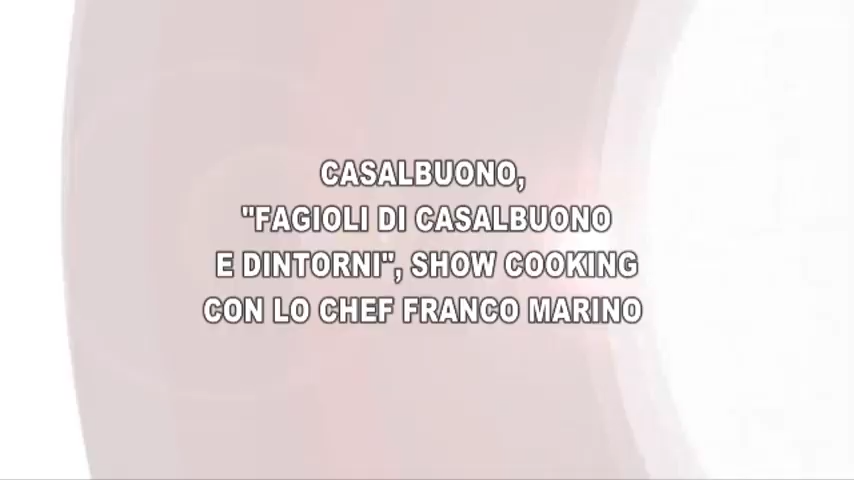 CASALBUONO,
"FAGIOLI DI CASALBUONO
E DINTORNI", SHOW COOKING
CON LO CHEF FRANCO MARINO